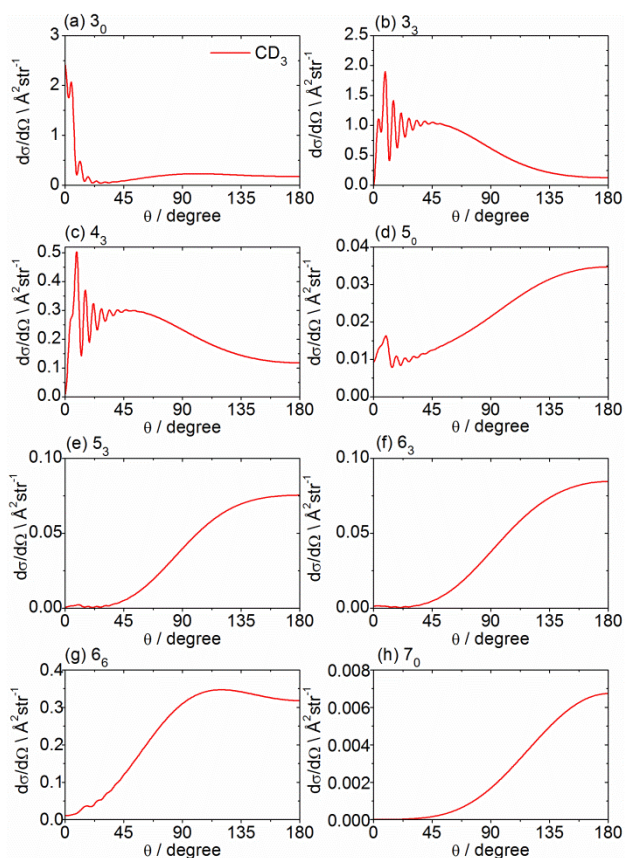 (a) 3₀
3
2
1
0
dσ/dΩ \ Å²str⁻¹
CD₃
0 45 90 135 180
θ / degree
(b) 3₃
2.5
2.0
1.5
1.0
0.5
0.0
dσ/dΩ \ Å²str⁻¹
0 45 90 135 180
θ / degree
(c) 4₃
0.5
0.4
0.3
0.2
0.1
0.0
dσ/dΩ \ Å²str⁻¹
0 45 90 135 180
θ / degree
(d) 5₀
0.04
0.03
0.02
0.01
0.00
dσ/dΩ \ Å²str⁻¹
0 45 90 135 180
θ / degree
(e) 5₃
0.10
0.05
0.00
dσ/dΩ \ Å²str⁻¹
0 45 90 135 180
θ / degree
(f) 6₃
0.10
0.05
0.00
dσ/dΩ \ Å²str⁻¹
0 45 90 135 180
θ / degree
(g) 6₆
0.4
0.3
0.2
0.1
0.0
dσ/dΩ \ Å²str⁻¹
0 45 90 135 180
θ / degree
(h) 7₀
0.008
0.006
0.004
0.002
0.000
dσ/dΩ \ Å²str⁻¹
0 45 90 135 180
θ / degree